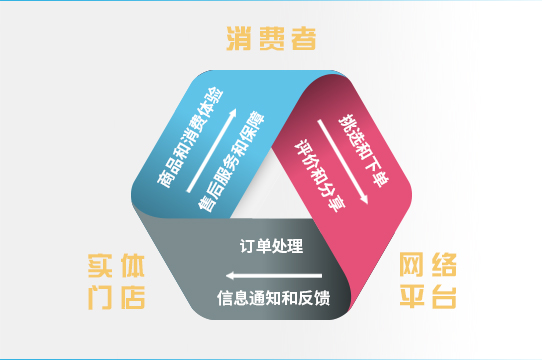 消费者
商品和消费体验
售后服务和保障
挑选和下单
评价和分享
订单处理
信息通知和反馈
实体
门店
网络
平台